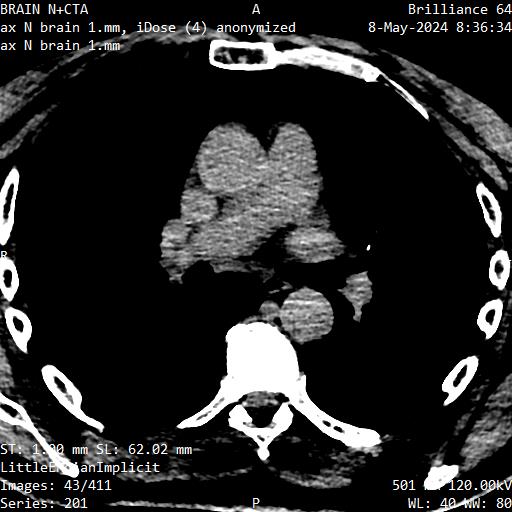 BRAIN N+CTA
A
Brilliance 64
ax N brain 1.mm, iDose (4) anonymized
8-May-2024 8:36:34
ax N brain 1.mm
R
ST: 1.00 mm SL: 62.02 mm
LittleEndianImplicit
Images: 43/411
501 120.00kV
Series: 201
P
WL: 40 WW: 80